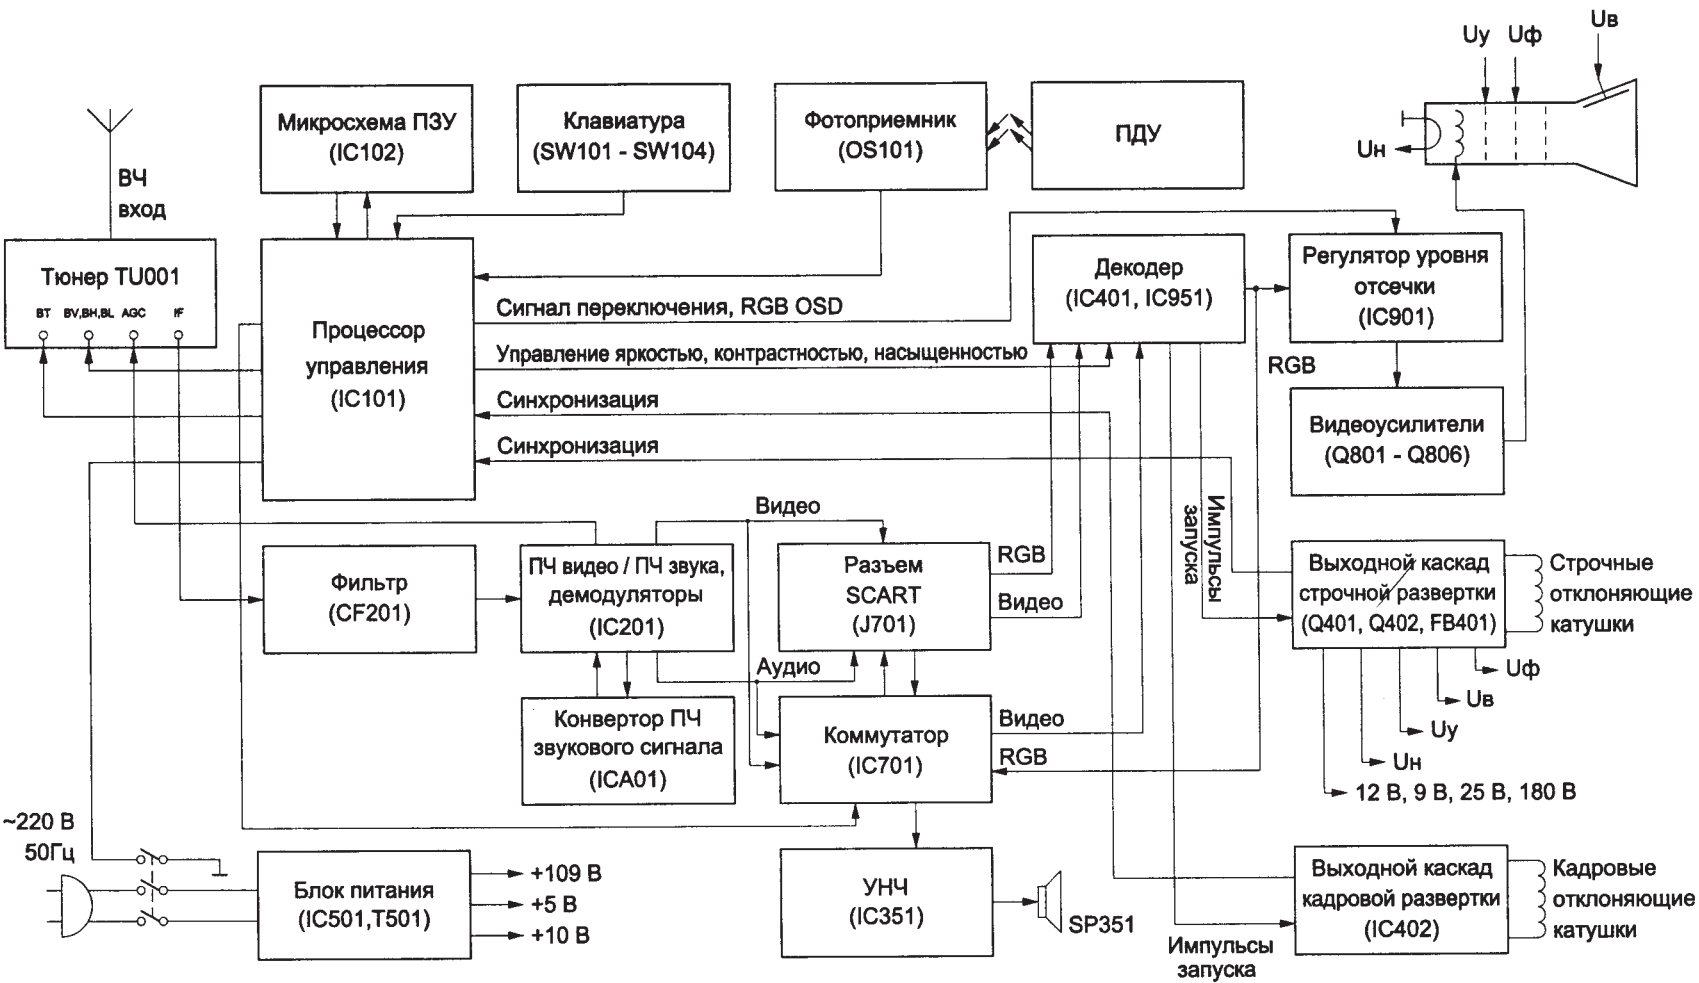 Uв
Uу
Uф
Uн
Микросхема ПЗУ
(IC102)
Клавиатура
(SW101 - SW104)
Фотоприемник
(OS101)
ПДУ
ВЧ
вход
Тюнер TU001
BT
BV,BH,BL
AGC
IF
Процессор
управления
(IC101)
Сигнал переключения, RGB OSD
Управление яркостью, контрастностью, насыщенностью
Синхронизация
Синхронизация
Декодер
(IC401, IC951)
Регулятор уровня
отсечки
(IC901)
RGB
Видеоусилители
(Q801 - Q806)
Импульсы
запуска
Видео
Фильтр
(CF201)
ПЧ видео / ПЧ звука,
демодуляторы
(IC201)
Разъем
SCART
(J701)
RGB
Видео
Выходной каскад
строчной развертки
(Q401, Q402, FB401)
Строчные
отклоняющие
катушки
Аудио
Uф
Uв
Uу
Uн
12 В, 9 В, 25 В, 180 В
Конвертор ПЧ
звукового сигнала
(ICA01)
Коммутатор
(IC701)
Видео
RGB
~220 В
50Гц
Блок питания
(IC501,T501)
+109 В
+5 В
+10 В
УНЧ
(IC351)
SP351
Выходной каскад
кадровой развертки
(IC402)
Кадровые
отклоняющие
катушки
Импульсы
запуска